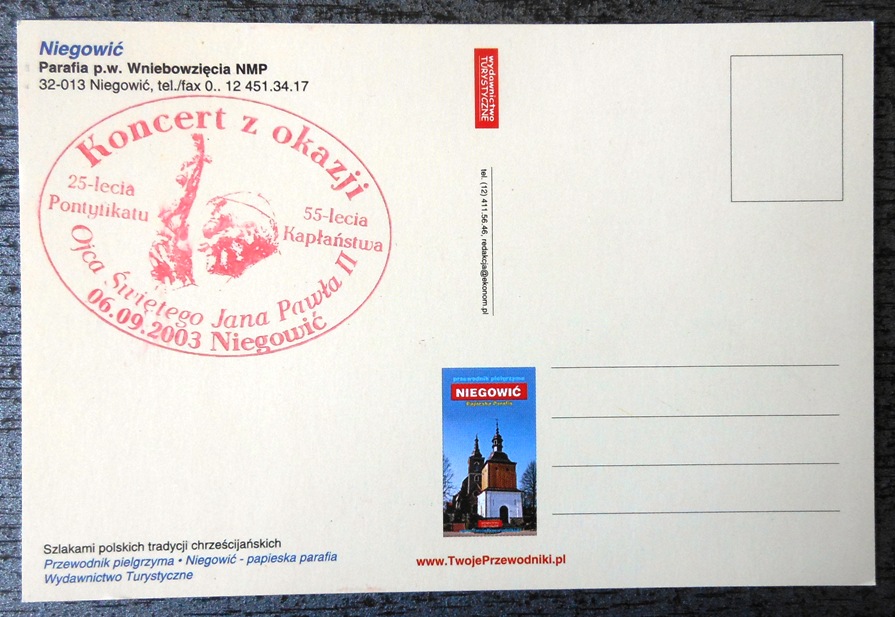 Niegowić
Parafia p.w. Wniebowzięcia NMP
32-013 Niegowić, tel./fax 0.. 12 451.34.17
Koncert z okazji
25-lecia
Pontyfikatu
55-lecia
Kapłaństwa
Ojca Świętego Jana Pawła II
06.09.2003 Niegowić
wydawnictwo
TURYSTYCZNE
tel. (12) 411.56.46, redakcja@ekonom.pl
przewodnik pielgrzyma
NIEGOWIĆ
Papieska Parafia
www.TwojePrzewodniki.pl
Szlakami polskich tradycji chrześcijańskich
Przewodnik pielgrzyma • Niegowić - papieska parafia
Wydawnictwo Turystyczne